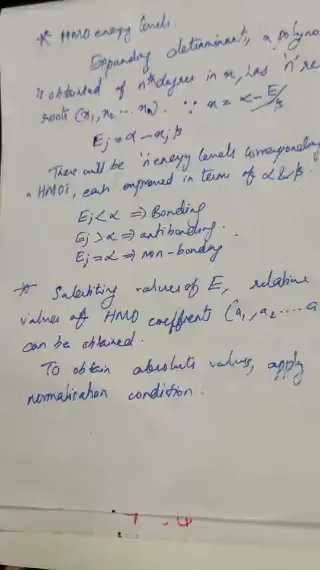 * HMO energy levels.
Expanding determinant, a polyno
is obtained of nth degree in x, has 'n' re
roots (x1, x2 ... xn). ∵ x = α - E/β
Ej = α - xjβ
There will be 'n' energy levels corresponding
n HMOs, each expressed in term of α & β.
Ej < α => Bonding
Ej > α => antibonding.
Ej = α => non-bonding
* Substituting values of E, relative
values of HMO coefficients (a1, a2 .... a
can be obtained.
To obtain absolute values, apply
normalisation condition.